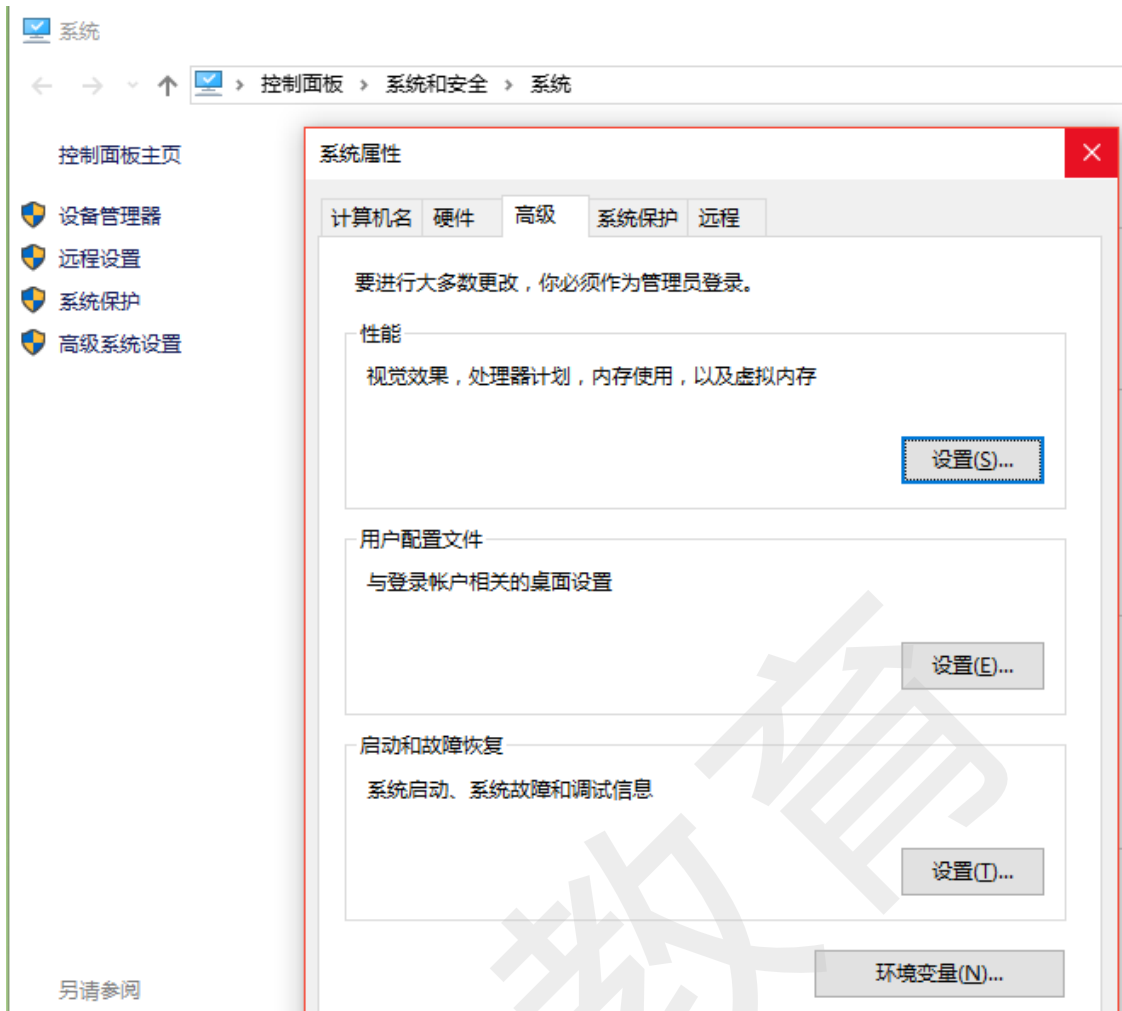 系统
控制面板 › 系统和安全 › 系统
控制面板主页
设备管理器
远程设置
系统保护
高级系统设置
另请参阅
系统属性
计算机名 硬件 高级 系统保护 远程
要进行大多数更改，你必须作为管理员登录。
性能
视觉效果，处理器计划，内存使用，以及虚拟内存
设置(S)...
用户配置文件
与登录帐户相关的桌面设置
设置(E)...
启动和故障恢复
系统启动、系统故障和调试信息
设置(T)...
环境变量(N)...
教育